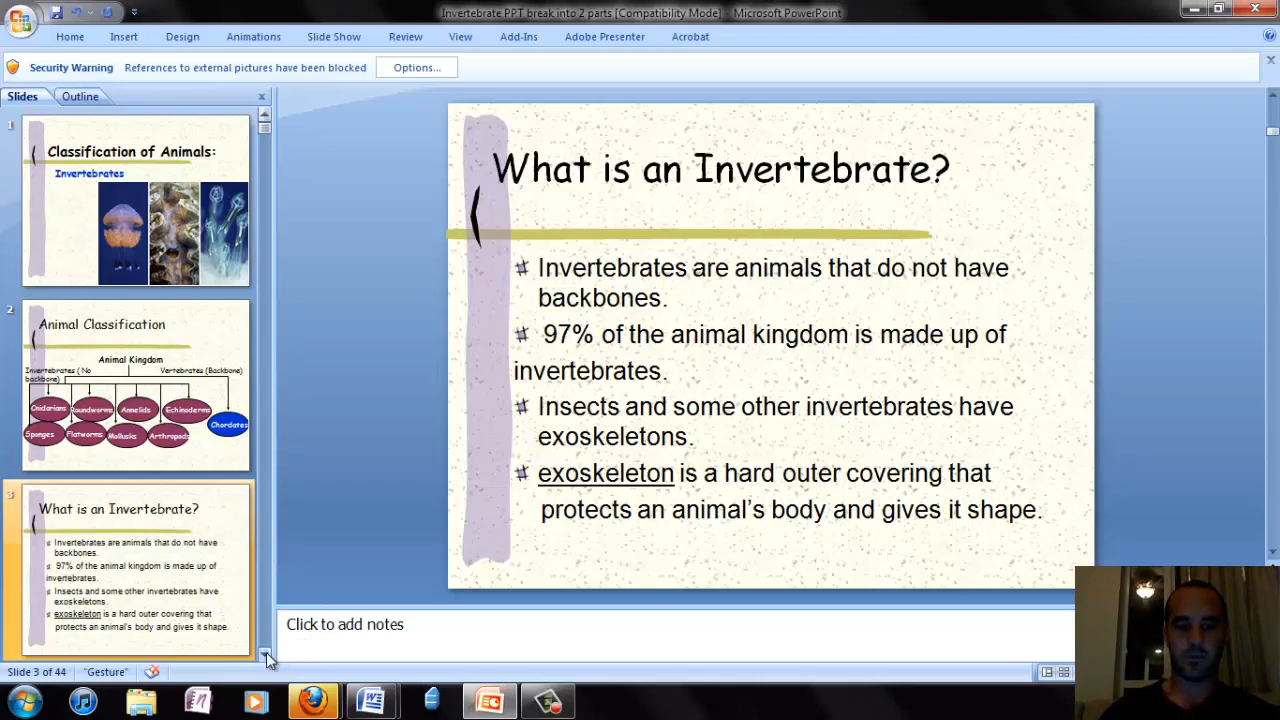 Invertebrate PPT break into 2 parts [Compatibility Mode] - Microsoft PowerPoint
Home Insert Design Animations Slide Show Review View Add-Ins Adobe Presenter Acrobat
Security Warning References to external pictures have been blocked Options...
Slides Outline
1
Classification of Animals:
Invertebrates
2
Animal Classification
Animal Kingdom
Invertebrates ( No
backbone)
Vertebrates (Backbone)
Cnidarians Roundworms Annelids Echinoderms
Chordates
Sponges Flatworms Mollusks Arthropods
3
What is an Invertebrate?
Invertebrates are animals that do not have
backbones.
97% of the animal kingdom is made up of
invertebrates.
Insects and some other invertebrates have
exoskeletons.
exoskeleton is a hard outer covering that
protects an animal's body and gives it shape.
What is an Invertebrate?
Invertebrates are animals that do not have
backbones.
97% of the animal kingdom is made up of
invertebrates.
Insects and some other invertebrates have
exoskeletons.
exoskeleton is a hard outer covering that
protects an animal's body and gives it shape.
Click to add notes
Slide 3 of 44 "Gesture"